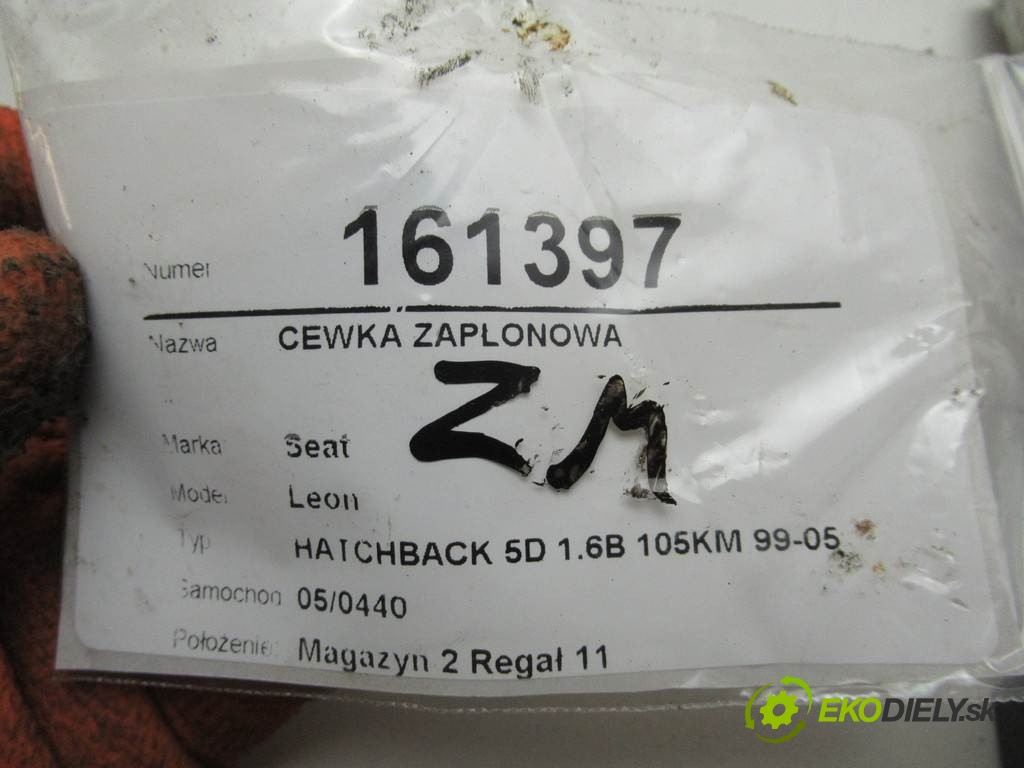 Numer 161397
Nazwa CEWKA ZAPŁONOWA
ZM
Marka Seat
Model Leon
Typ HATCHBACK 5D 1.6B 105KM 99-05
Samochod 05/0440
Położenie: Magazyn 2 Regał 11
EKODIELY.sk